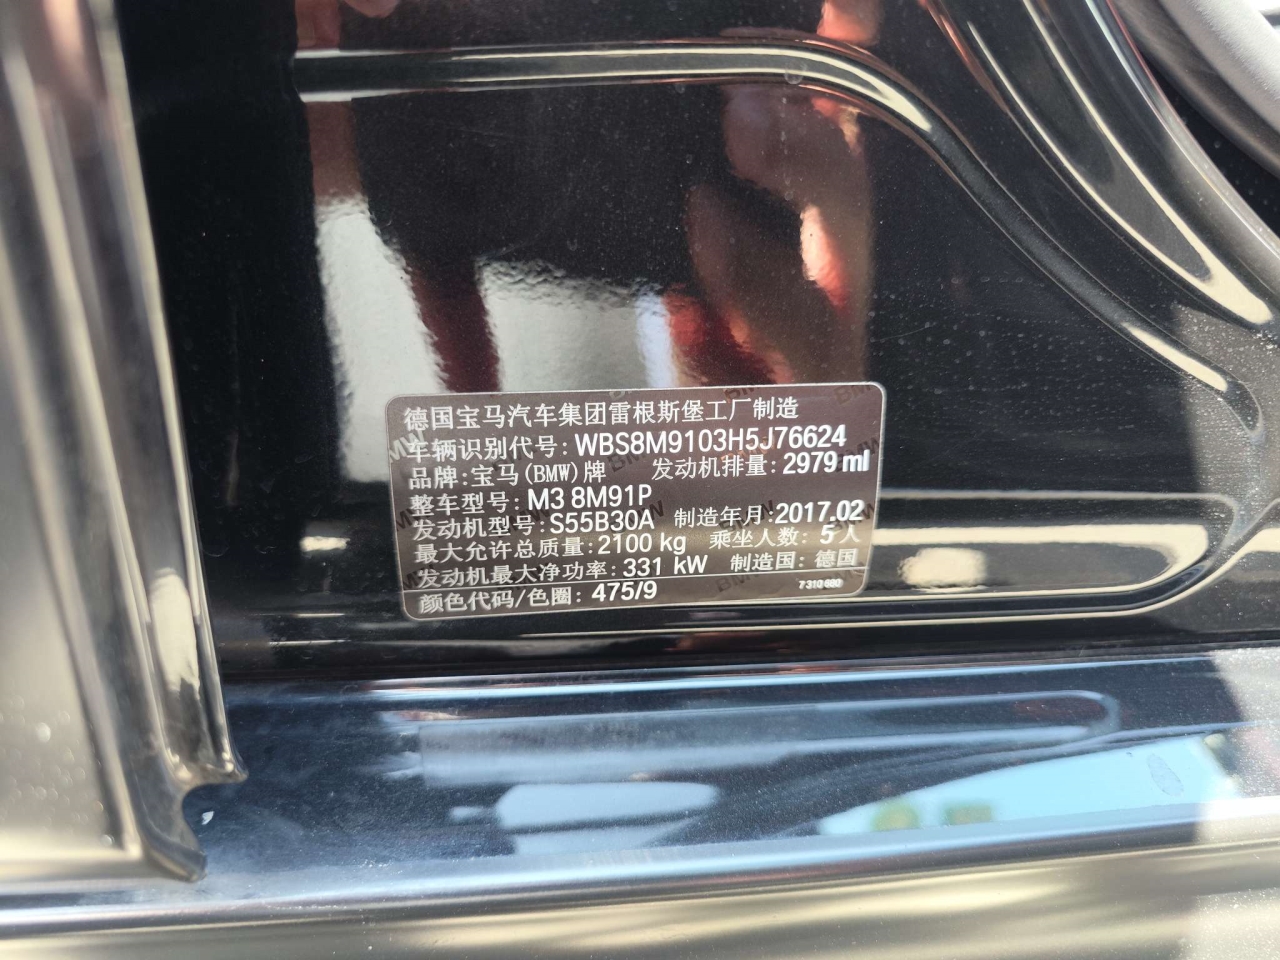 德国宝马汽车集团雷根斯堡工厂制造
车辆识别代号: WBS8M9103H5J76624
品牌: 宝马(BMW)牌 发动机排量: 2979 ml
整车型号: M3 8M91P
发动机型号: S55B30A 制造年月: 2017.02
最大允许总质量: 2100 kg 乘坐人数: 5人
发动机最大净功率: 331 kW 制造国: 德国
颜色代码/色圈: 475/9 7 310 680